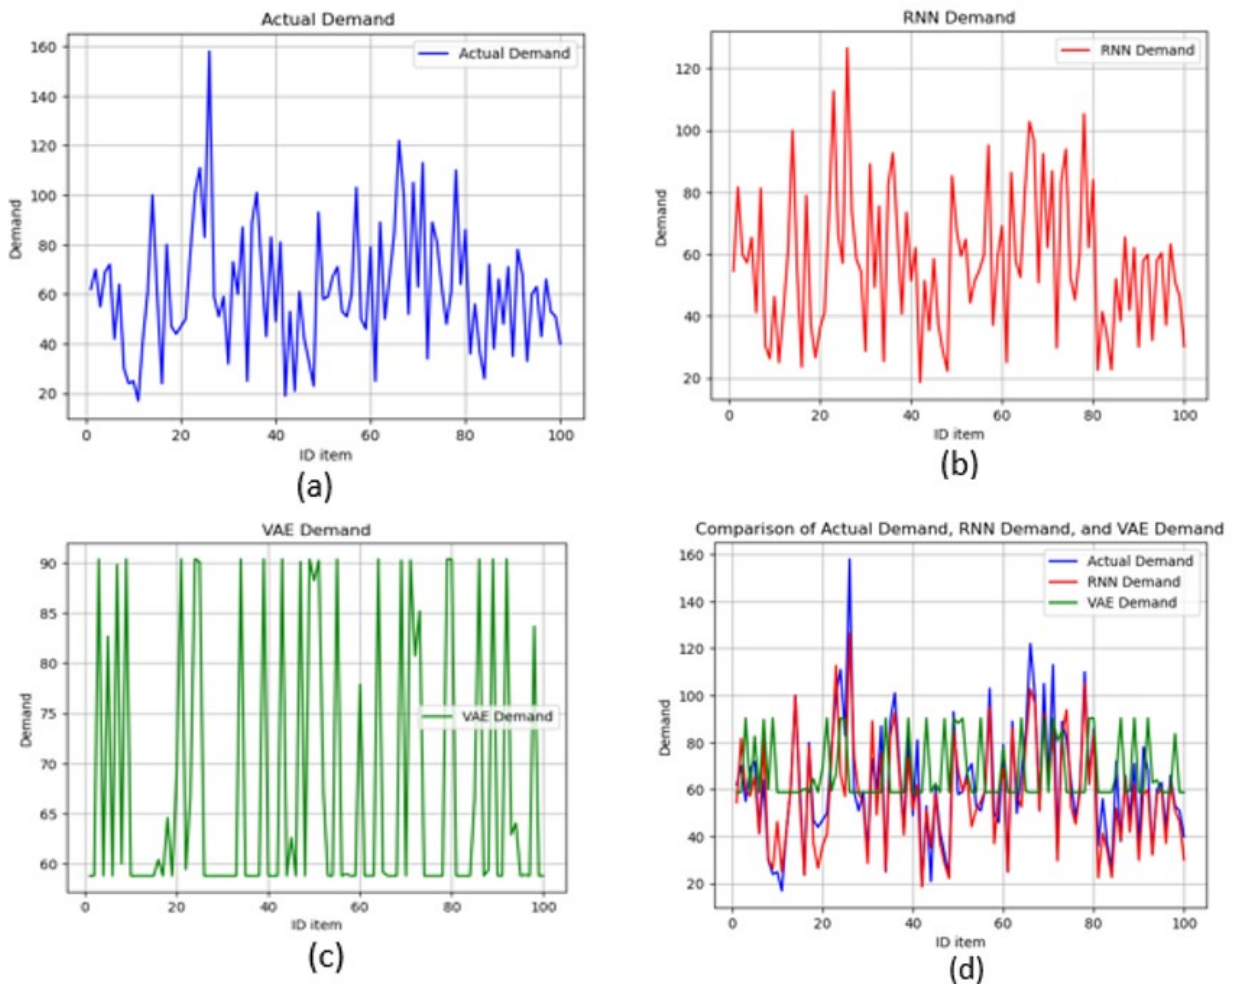 Actual Demand
Actual Demand
160
140
120
100
80
60
40
20
Demand
0 20 40 60 80 100
ID item
(a)
RNN Demand
RNN Demand
120
100
80
60
40
20
Demand
0 20 40 60 80 100
ID item
(b)
VAE Demand
VAE Demand
90
85
80
75
70
65
60
Demand
0 20 40 60 80 100
ID item
(c)
Comparison of Actual Demand, RNN Demand, and VAE Demand
Actual Demand
RNN Demand
VAE Demand
160
140
120
100
80
60
40
20
Demand
0 20 40 60 80 100
ID item
(d)